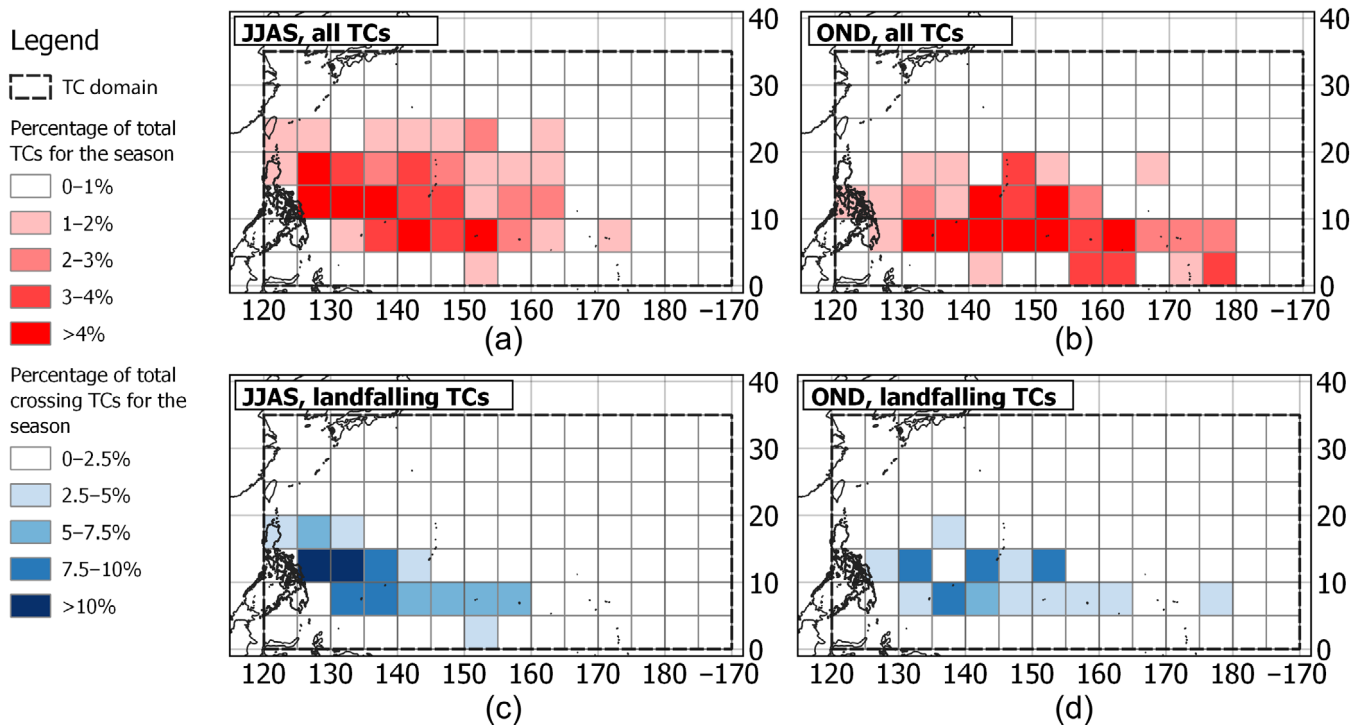 Legend
TC domain
Percentage of total
TCs for the season
0–1%
1–2%
2–3%
3–4%
>4%
Percentage of total
crossing TCs for the
season
0–2.5%
2.5–5%
5–7.5%
7.5–10%
>10%
JJAS, all TCs
40
30
20
10
0
120 130 140 150 160 170 180 −170
(a)
OND, all TCs
40
30
20
10
0
120 130 140 150 160 170 180 −170
(b)
JJAS, landfalling TCs
40
30
20
10
0
120 130 140 150 160 170 180 −170
(c)
OND, landfalling TCs
40
30
20
10
0
120 130 140 150 160 170 180 −170
(d)